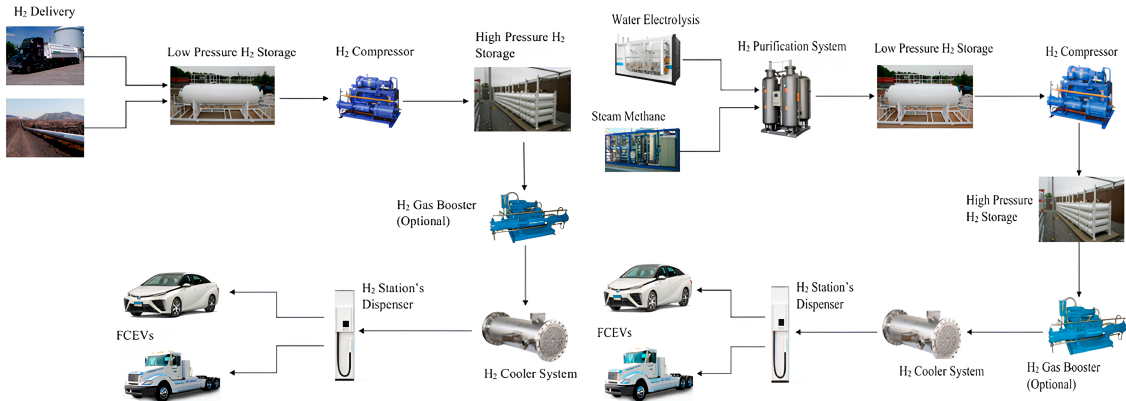 H2 Delivery
Low Pressure H2 Storage
H2 Compressor
High Pressure H2
Storage
H2 Gas Booster
(Optional)
H2 Station's
Dispenser
FCEVs
H2 Cooler System
Water Electrolysis
H2 Purification System
Low Pressure H2 Storage
H2 Compressor
Steam Methane
High Pressure
H2 Storage
H2 Station's
Dispenser
FCEVs
H2 Cooler System
H2 Gas Booster
(Optional)